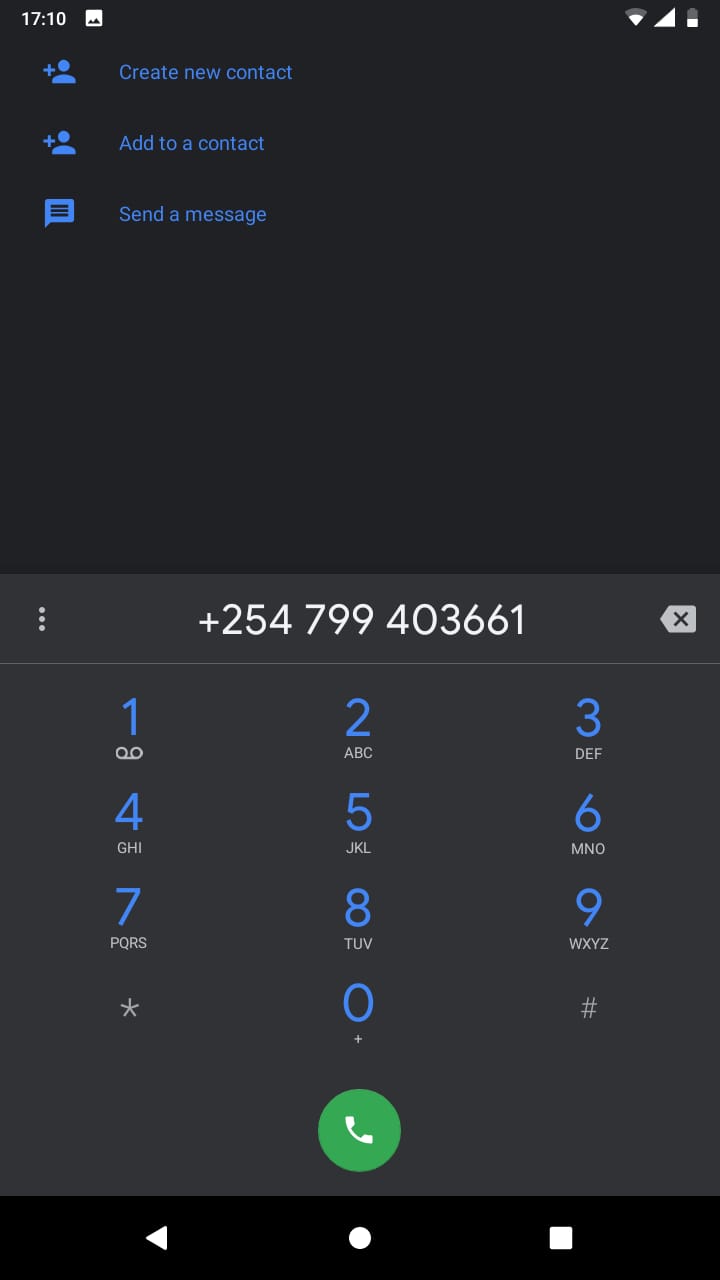 17:10
Create new contact
Add to a contact
Send a message
+254 799 403661
1 2 3
ABC DEF
4 5 6
GHI JKL MNO
7 8 9
PQRS TUV WXYZ
* 0 #
+